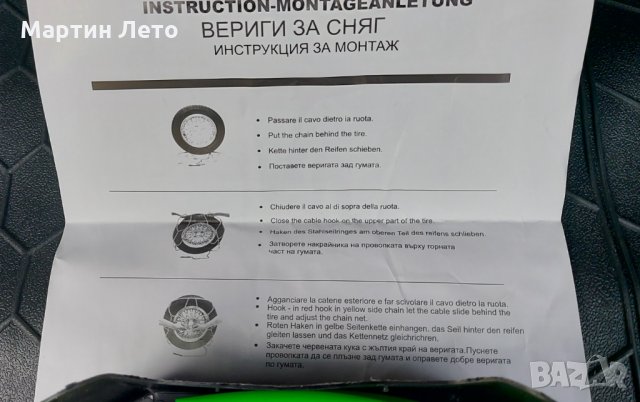 Мартин Лето
INSTRUCTION-MONTAGEANLETUNG
ВЕРИГИ ЗА СНЯГ
ИНСТРУКЦИЯ ЗА МОНТАЖ
• Passare il cavo dietro la ruota.
• Put the chain behind the tire.
• Kette hinter den Reifen schieben.
• Поставете веригата зад гумата.
• Chiudere il cavo al di sopra della ruota.
• Close the cable hook on the upper part of the tire.
• Haken des Stahlseilringes am oberen Teil des reifens schliessen.
• Затворете накрайника на проволката върху горната
част на гумата.
• Agganciare la catene esteriore e far scivolare il cavo dietro la ruota.
• Hook - in red hook in yellow side chain let the cable slide behind the
tire and adjust the chain net.
• Roten Haken in gelbe Seitenkette einhangen, das Seil hinter den reifen
gleiten lassen und das Kettennetz gleichrichren.
• Закачете червената кука с жълтия край на веригата.Пуснете
проволката да се плъзне зад гумата и оправете добре веригата
по гумата.
BAZAR